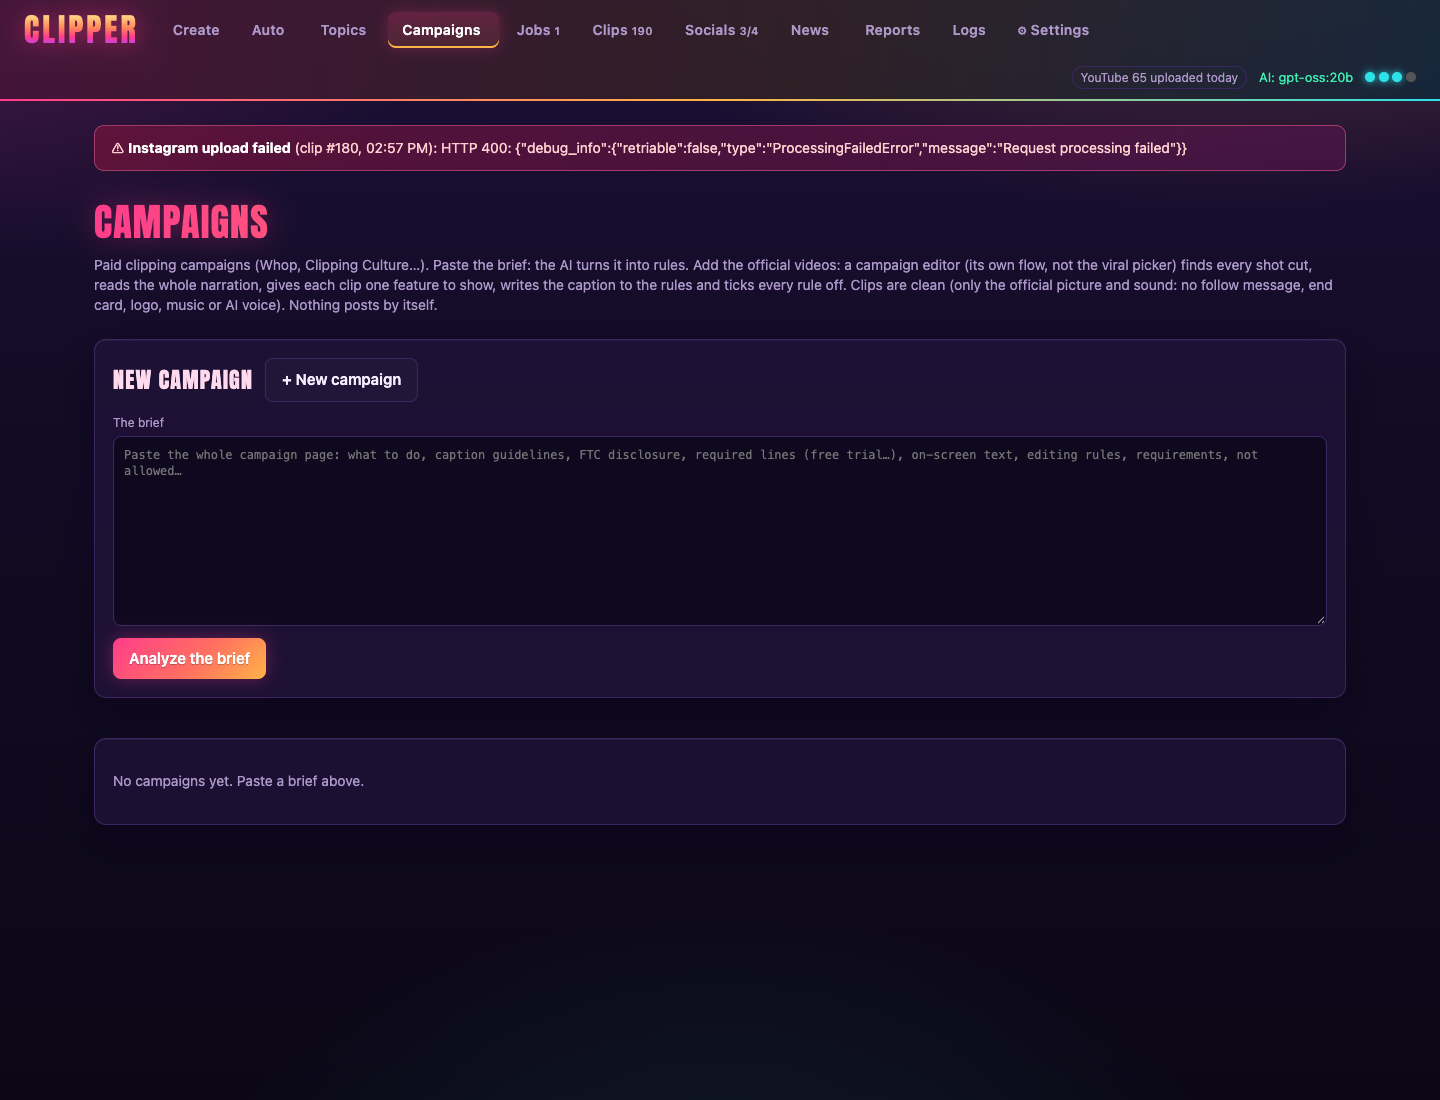 CLIPPER
Create Auto Topics Campaigns Jobs 1 Clips 190 Socials 3/4 News Reports Logs ⚙ Settings
YouTube 65 uploaded today AI: gpt-oss:20b
⚠ Instagram upload failed (clip #180, 02:57 PM): HTTP 400: {"debug_info":{"retriable":false,"type":"ProcessingFailedError","message":"Request processing failed"}}
CAMPAIGNS
Paid clipping campaigns (Whop, Clipping Culture…). Paste the brief: the AI turns it into rules. Add the official videos: a campaign editor (its own flow, not the viral picker) finds every shot cut,
reads the whole narration, gives each clip one feature to show, writes the caption to the rules and ticks every rule off. Clips are clean (only the official picture and sound: no follow message, end
card, logo, music or AI voice). Nothing posts by itself.
NEW CAMPAIGN + New campaign
The brief
Paste the whole campaign page: what to do, caption guidelines, FTC disclosure, required lines (free trial…), on-screen text, editing rules, requirements, not
allowed…
Analyze the brief
No campaigns yet. Paste a brief above.